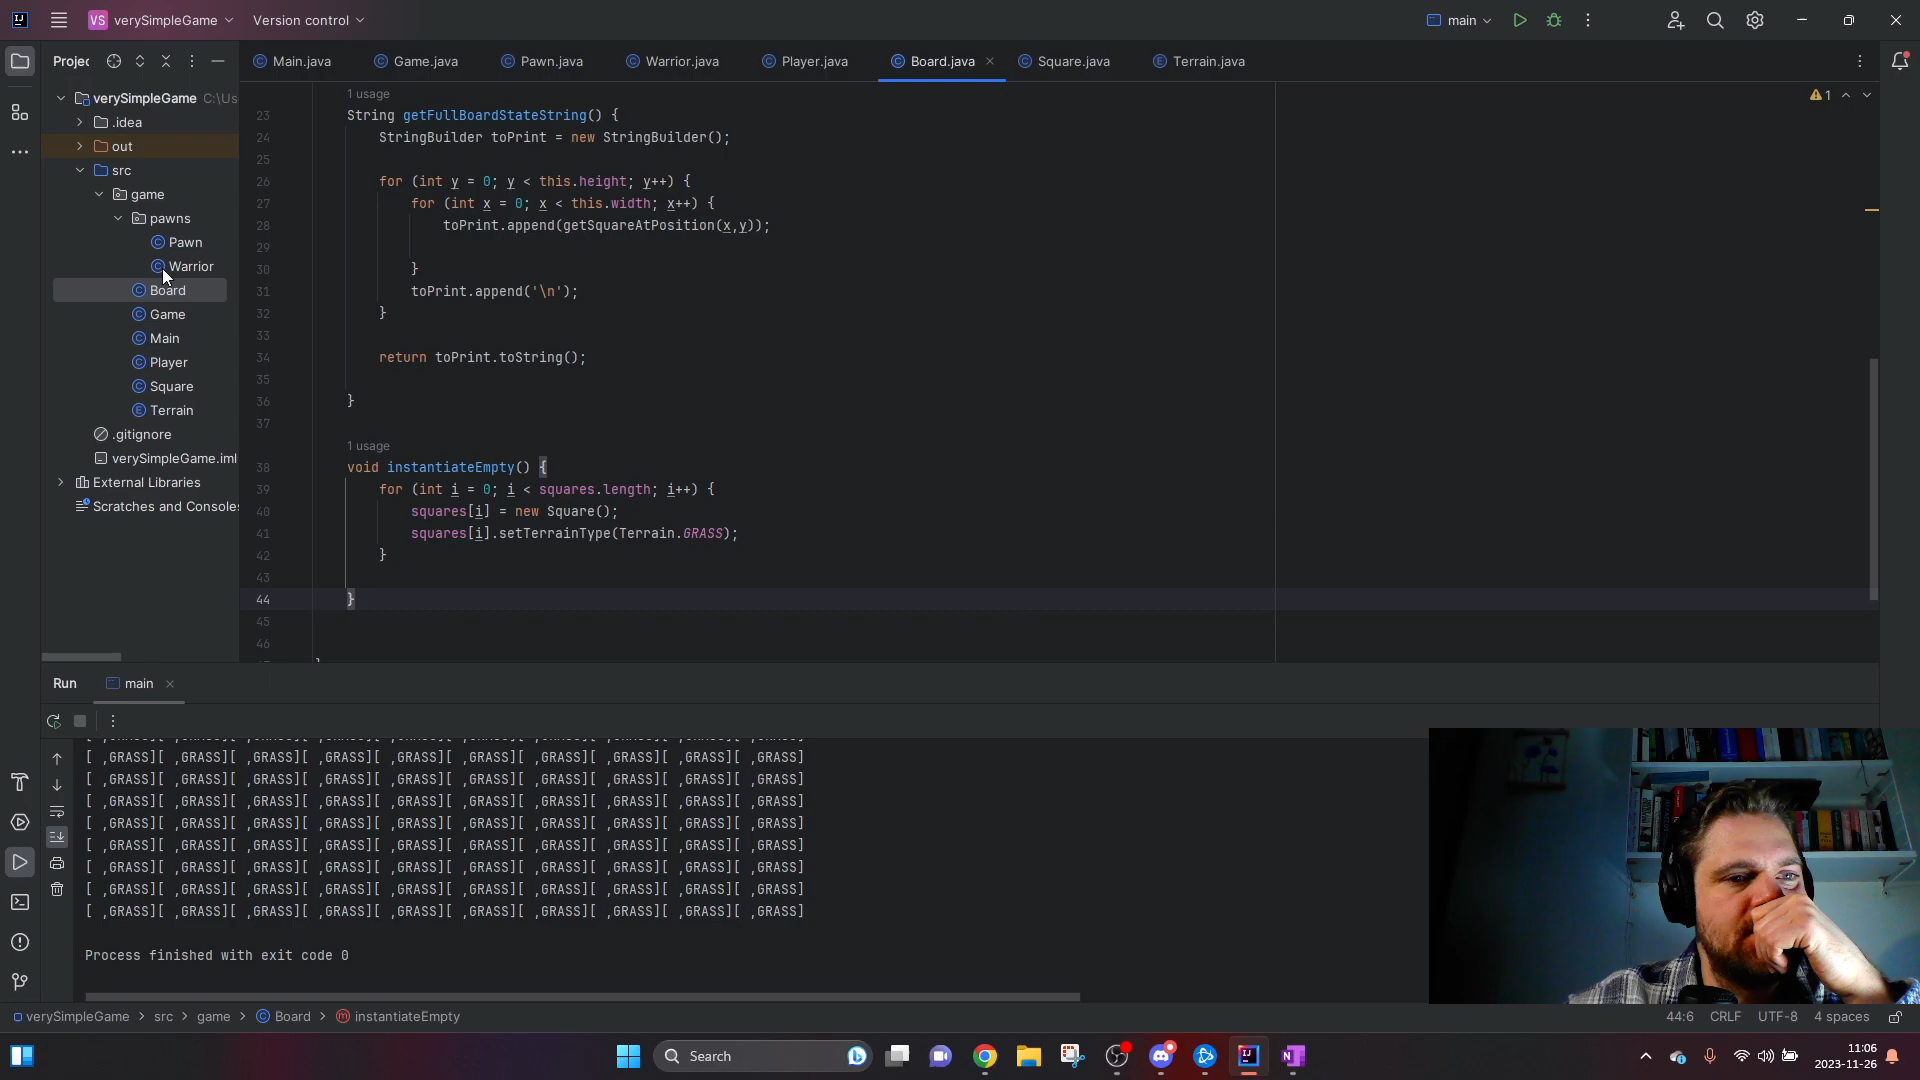 VS verySimpleGame Version control main
Project
Main.java Game.java Pawn.java Warrior.java Player.java Board.java Square.java Terrain.java
verySimpleGame C:\Us
.idea
out
src
game
pawns
Pawn
Warrior
Board
Game
Main
Player
Square
Terrain
.gitignore
verySimpleGame.iml
External Libraries
Scratches and Consoles
1
1 usage
23 String getFullBoardStateString() {
24 StringBuilder toPrint = new StringBuilder();
25
26 for (int y = 0; y < this.height; y++) {
27 for (int x = 0; x < this.width; x++) {
28 toPrint.append(getSquareAtPosition(x,y));
29
30 }
31 toPrint.append('\n');
32 }
33
34 return toPrint.toString();
35
36 }
37
1 usage
38 void instantiateEmpty() {
39 for (int i = 0; i < squares.length; i++) {
40 squares[i] = new Square();
41 squares[i].setTerrainType(Terrain.GRASS);
42 }
43
44 }
45
46
Run main
[ ,GRASS][ ,GRASS][ ,GRASS][ ,GRASS][ ,GRASS][ ,GRASS][ ,GRASS][ ,GRASS][ ,GRASS][ ,GRASS]
[ ,GRASS][ ,GRASS][ ,GRASS][ ,GRASS][ ,GRASS][ ,GRASS][ ,GRASS][ ,GRASS][ ,GRASS][ ,GRASS]
[ ,GRASS][ ,GRASS][ ,GRASS][ ,GRASS][ ,GRASS][ ,GRASS][ ,GRASS][ ,GRASS][ ,GRASS][ ,GRASS]
[ ,GRASS][ ,GRASS][ ,GRASS][ ,GRASS][ ,GRASS][ ,GRASS][ ,GRASS][ ,GRASS][ ,GRASS][ ,GRASS]
[ ,GRASS][ ,GRASS][ ,GRASS][ ,GRASS][ ,GRASS][ ,GRASS][ ,GRASS][ ,GRASS][ ,GRASS][ ,GRASS]
[ ,GRASS][ ,GRASS][ ,GRASS][ ,GRASS][ ,GRASS][ ,GRASS][ ,GRASS][ ,GRASS][ ,GRASS][ ,GRASS]
[ ,GRASS][ ,GRASS][ ,GRASS][ ,GRASS][ ,GRASS][ ,GRASS][ ,GRASS][ ,GRASS][ ,GRASS][ ,GRASS]
[ ,GRASS][ ,GRASS][ ,GRASS][ ,GRASS][ ,GRASS][ ,GRASS][ ,GRASS][ ,GRASS][ ,GRASS][ ,GRASS]
Process finished with exit code 0
verySimpleGame > src > game > Board > instantiateEmpty 44:6 CRLF UTF-8 4 spaces
Search
11:06
2023-11-26